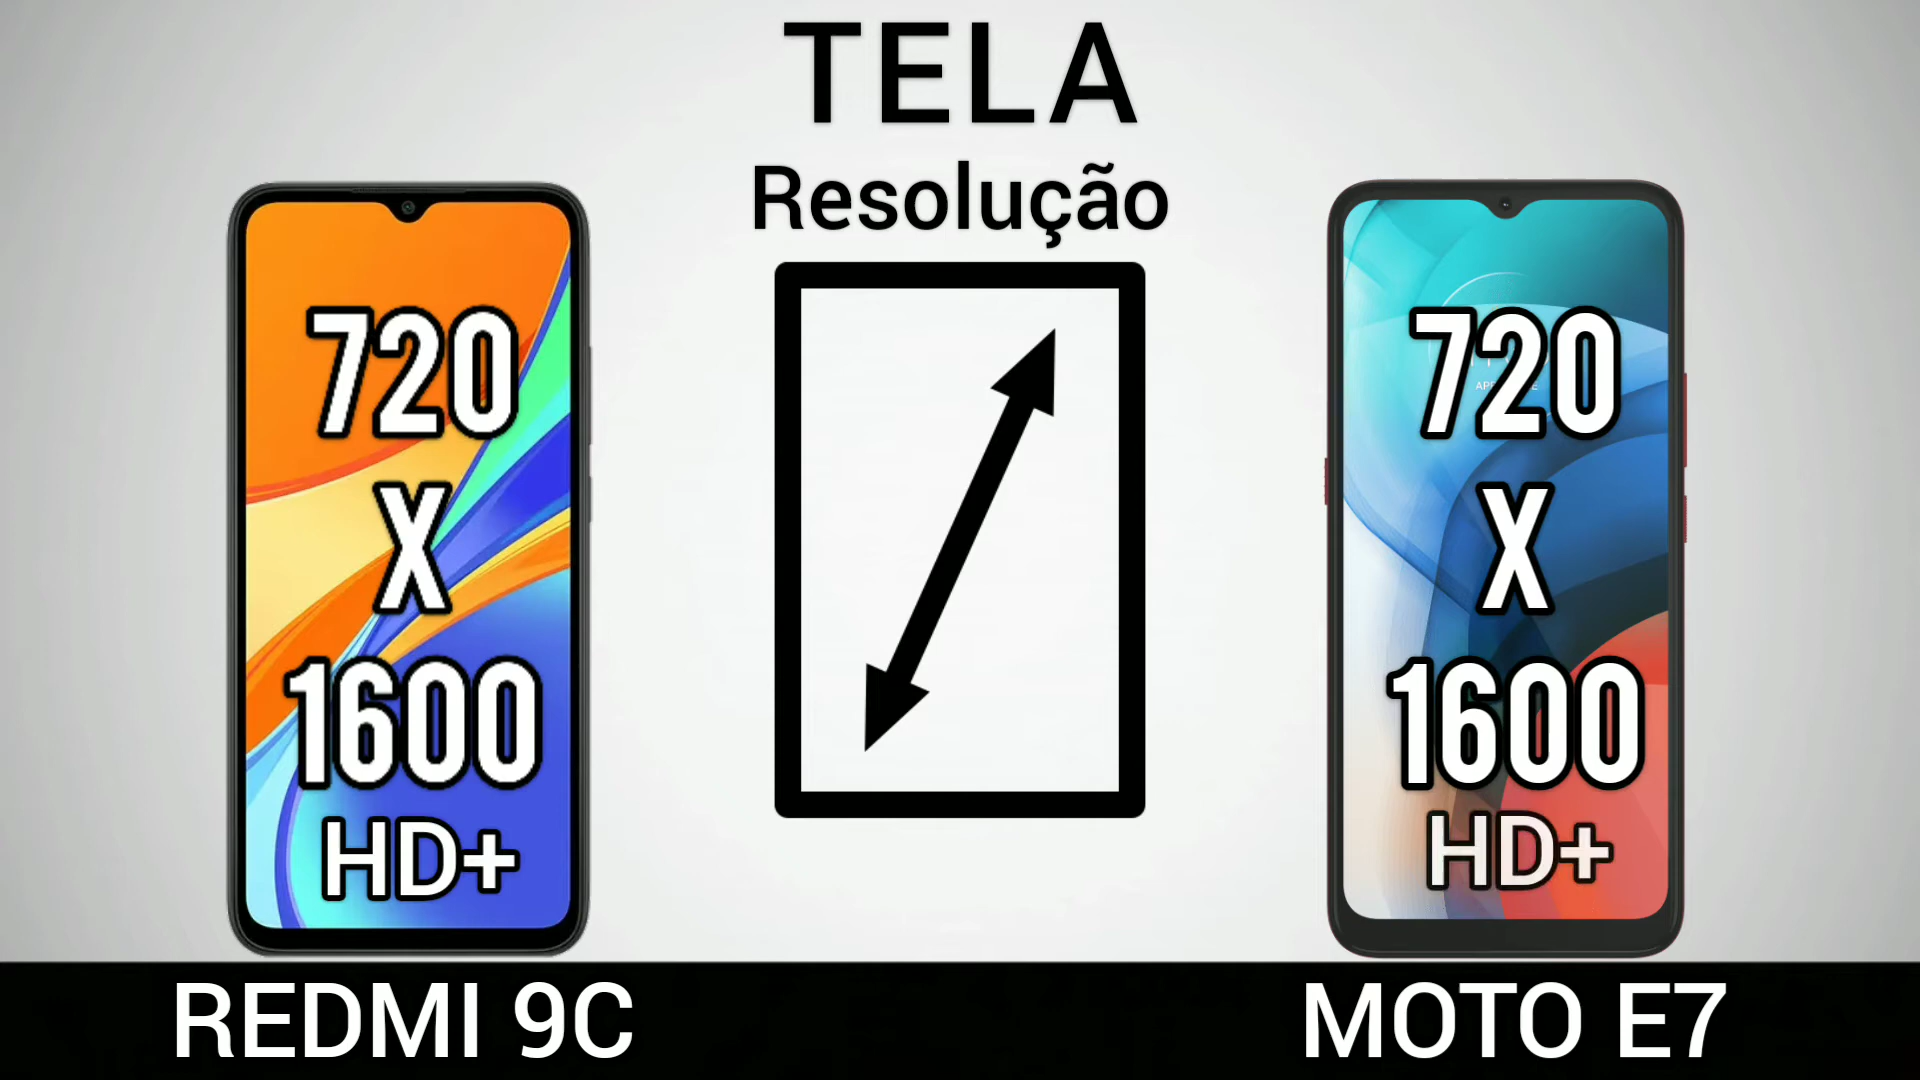 TELA
Resolução
720
X
1600
HD+
720
X
1600
HD+
REDMI 9C
MOTO E7